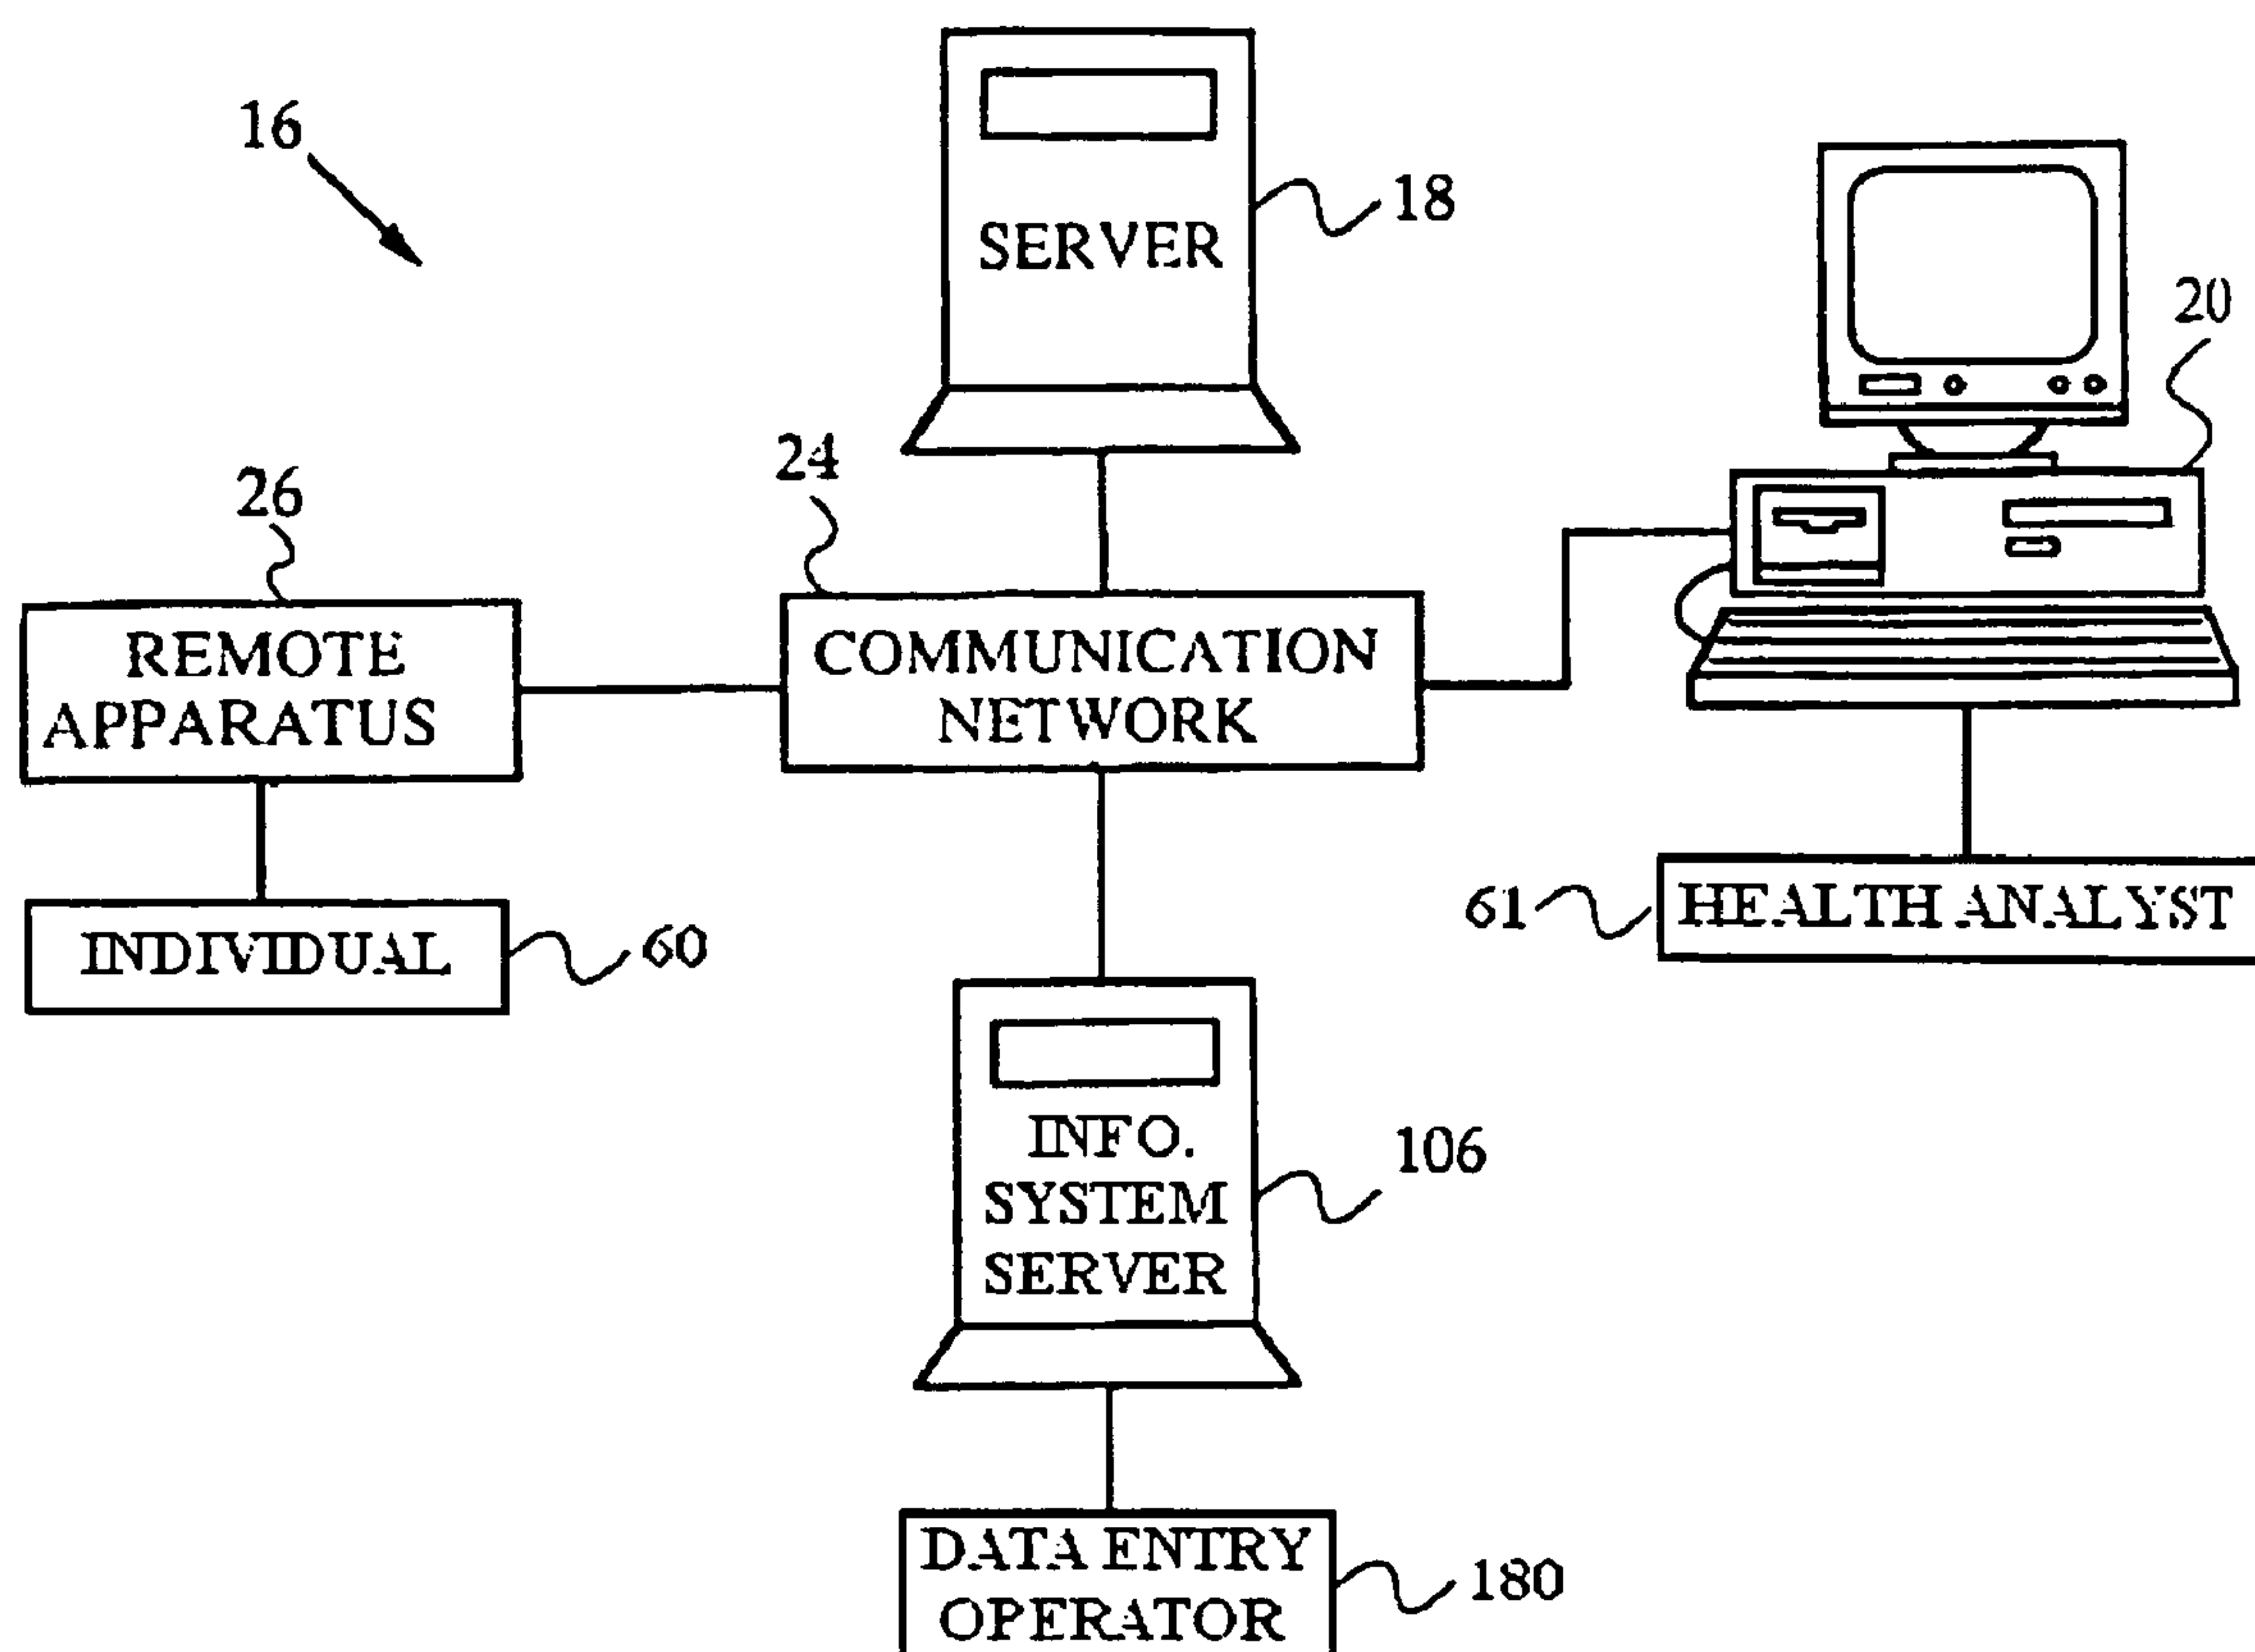 16
SERVER
18
20
24
26
REMOTE
APPARATUS
COMMUNICATION
NETWORK
INDIVIDUAL
60
61
HEALTH ANALYST
INFO.
SYSTEM
SERVER
106
DATA ENTRY
OPERATOR
180